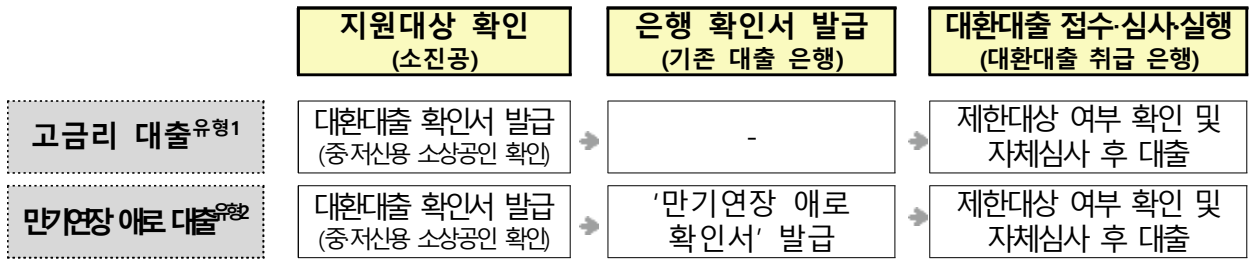 지원대상 확인
(소진공)
은행 확인서 발급
(기존 대출 은행)
대환대출 접수·심사·실행
(대환대출 취급 은행)
고금리 대출유형1
대환대출 확인서 발급
(중·저신용 소상공인 확인)
-
제한대상 여부 확인 및
자체심사 후 대출
만기연장 애로 대출유형2
대환대출 확인서 발급
(중·저신용 소상공인 확인)
'만기연장 애로
확인서' 발급
제한대상 여부 확인 및
자체심사 후 대출